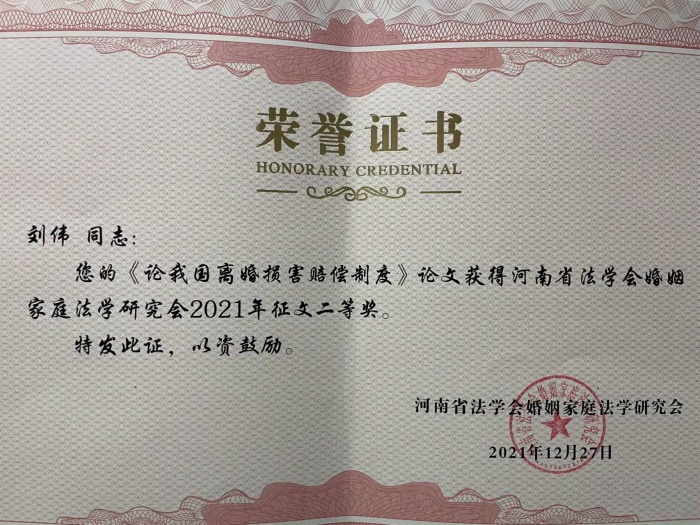 荣誉证书
HONORARY CREDENTIAL
刘伟 同志：
您的《论我国离婚损害赔偿制度》论文获得河南省法学会婚姻
家庭法学研究会2021年征文二等奖。
特发此证，以资鼓励。
河南省法学会婚姻家庭法学研究会
2021年12月27日